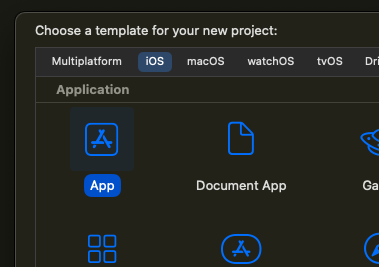 Choose a template for your new project:
Multiplatform iOS macOS watchOS tvOS
Application
App Document App